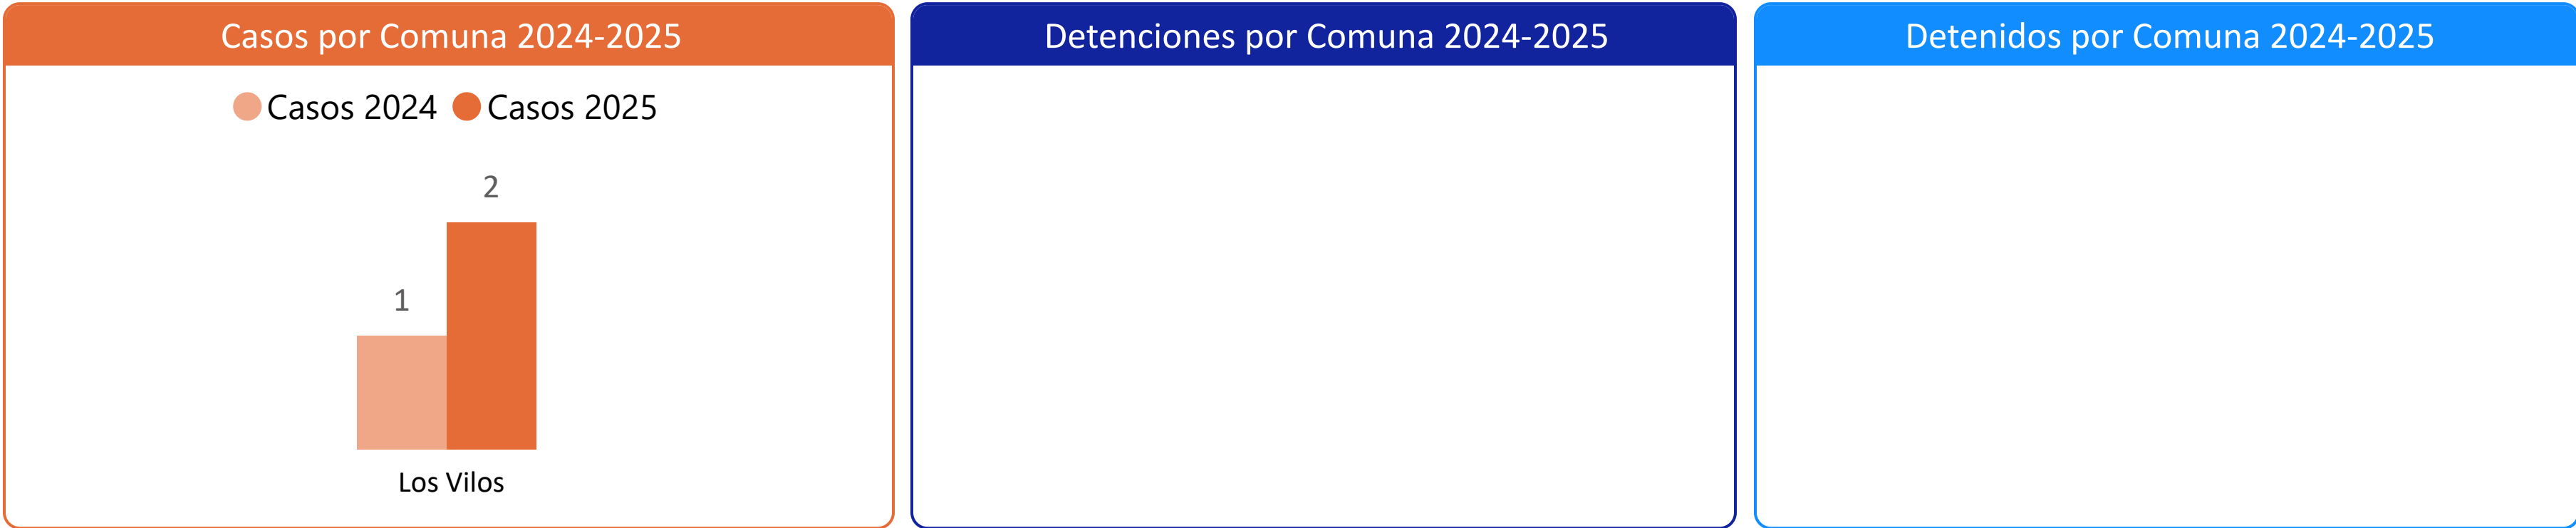 Casos por Comuna 2024-2025
Casos 2024 Casos 2025
2
1
Los Vilos
Detenciones por Comuna 2024-2025
Detenidos por Comuna 2024-2025